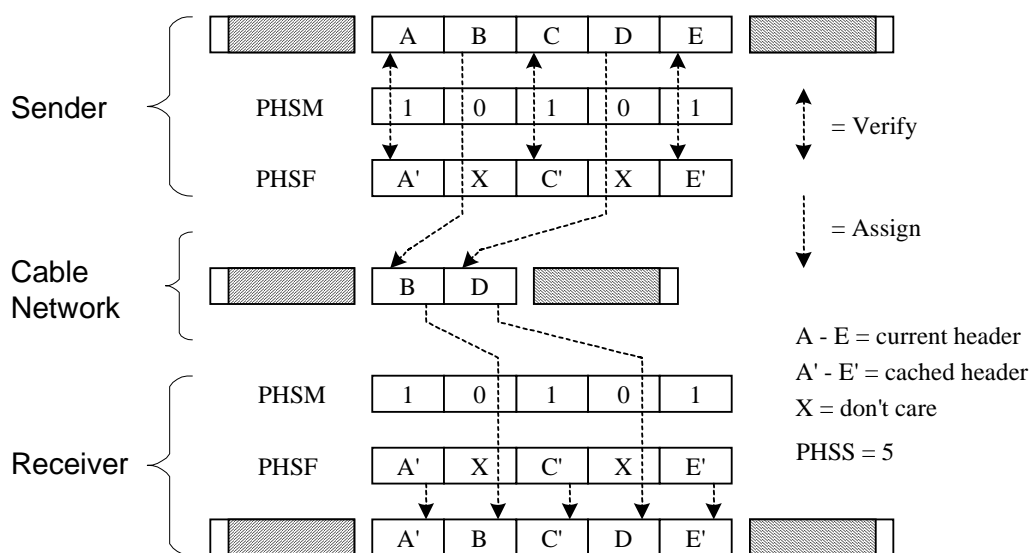 A B C D E
Sender
PHSM 1 0 1 0 1
= Verify
PHSF A' X C' X E'
= Assign
Cable
Network
B D
A - E = current header
A' - E' = cached header
X = don't care
PHSS = 5
PHSM 1 0 1 0 1
Receiver
PHSF A' X C' X E'
A' B C' D E'